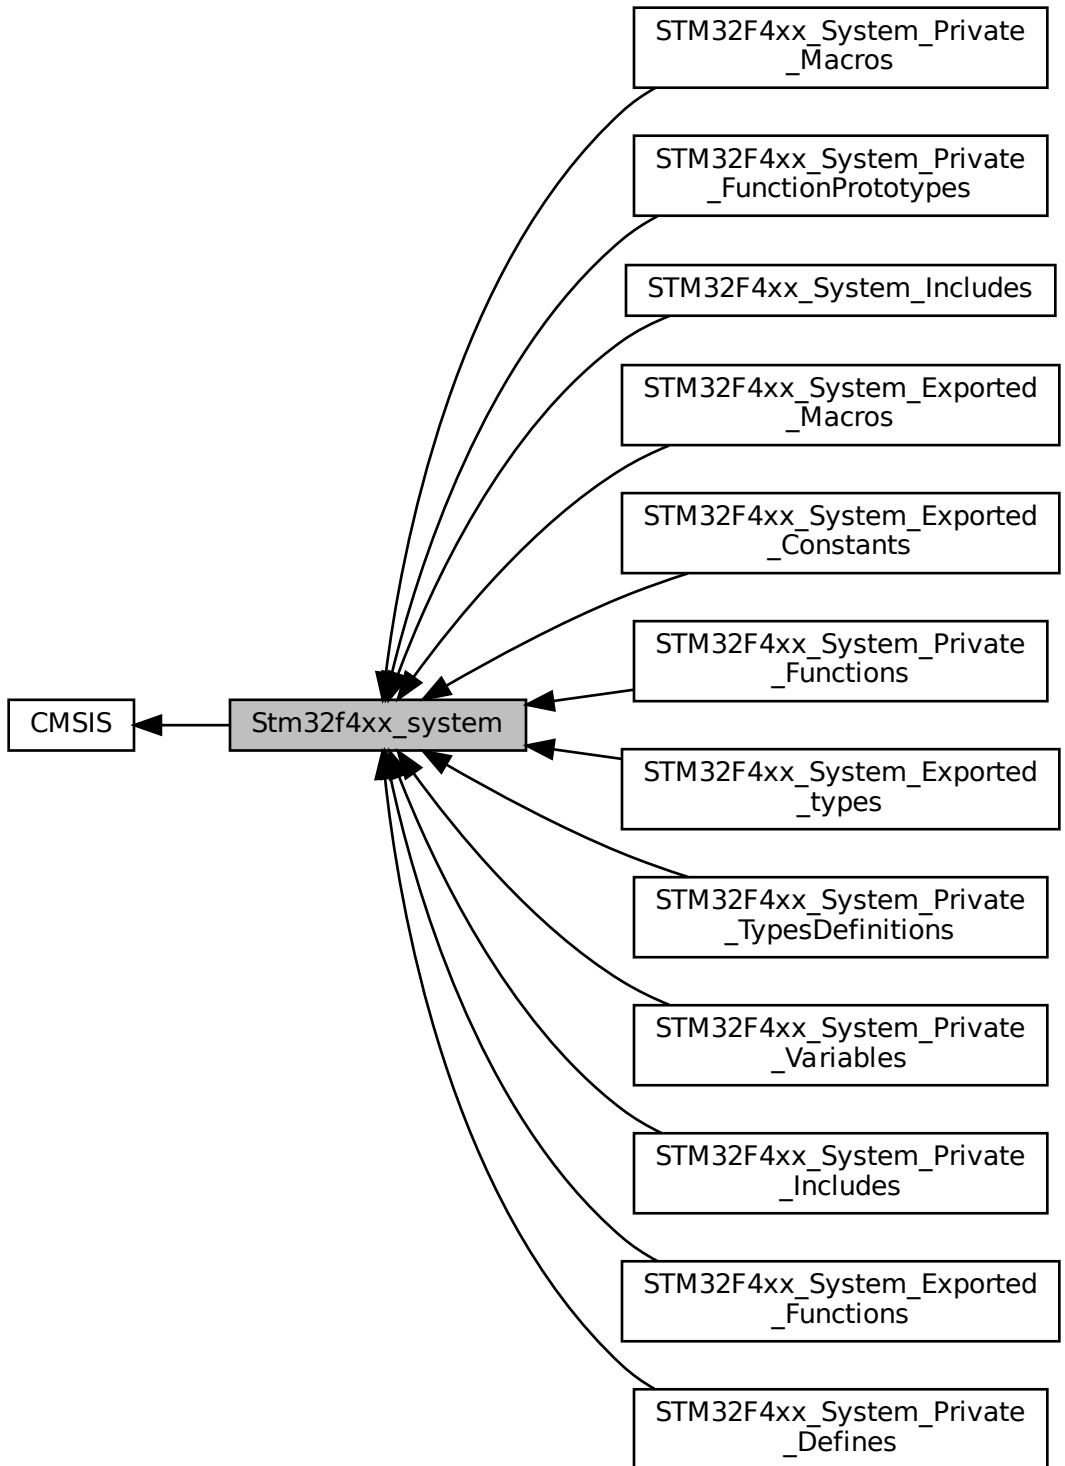 STM32F4xx_System_Private
_Macros
STM32F4xx_System_Private
_FunctionPrototypes
STM32F4xx_System_Includes
STM32F4xx_System_Exported
_Macros
STM32F4xx_System_Exported
_Constants
STM32F4xx_System_Private
_Functions
CMSIS
Stm32f4xx_system
STM32F4xx_System_Exported
_types
STM32F4xx_System_Private
_TypesDefinitions
STM32F4xx_System_Private
_Variables
STM32F4xx_System_Private
_Includes
STM32F4xx_System_Exported
_Functions
STM32F4xx_System_Private
_Defines